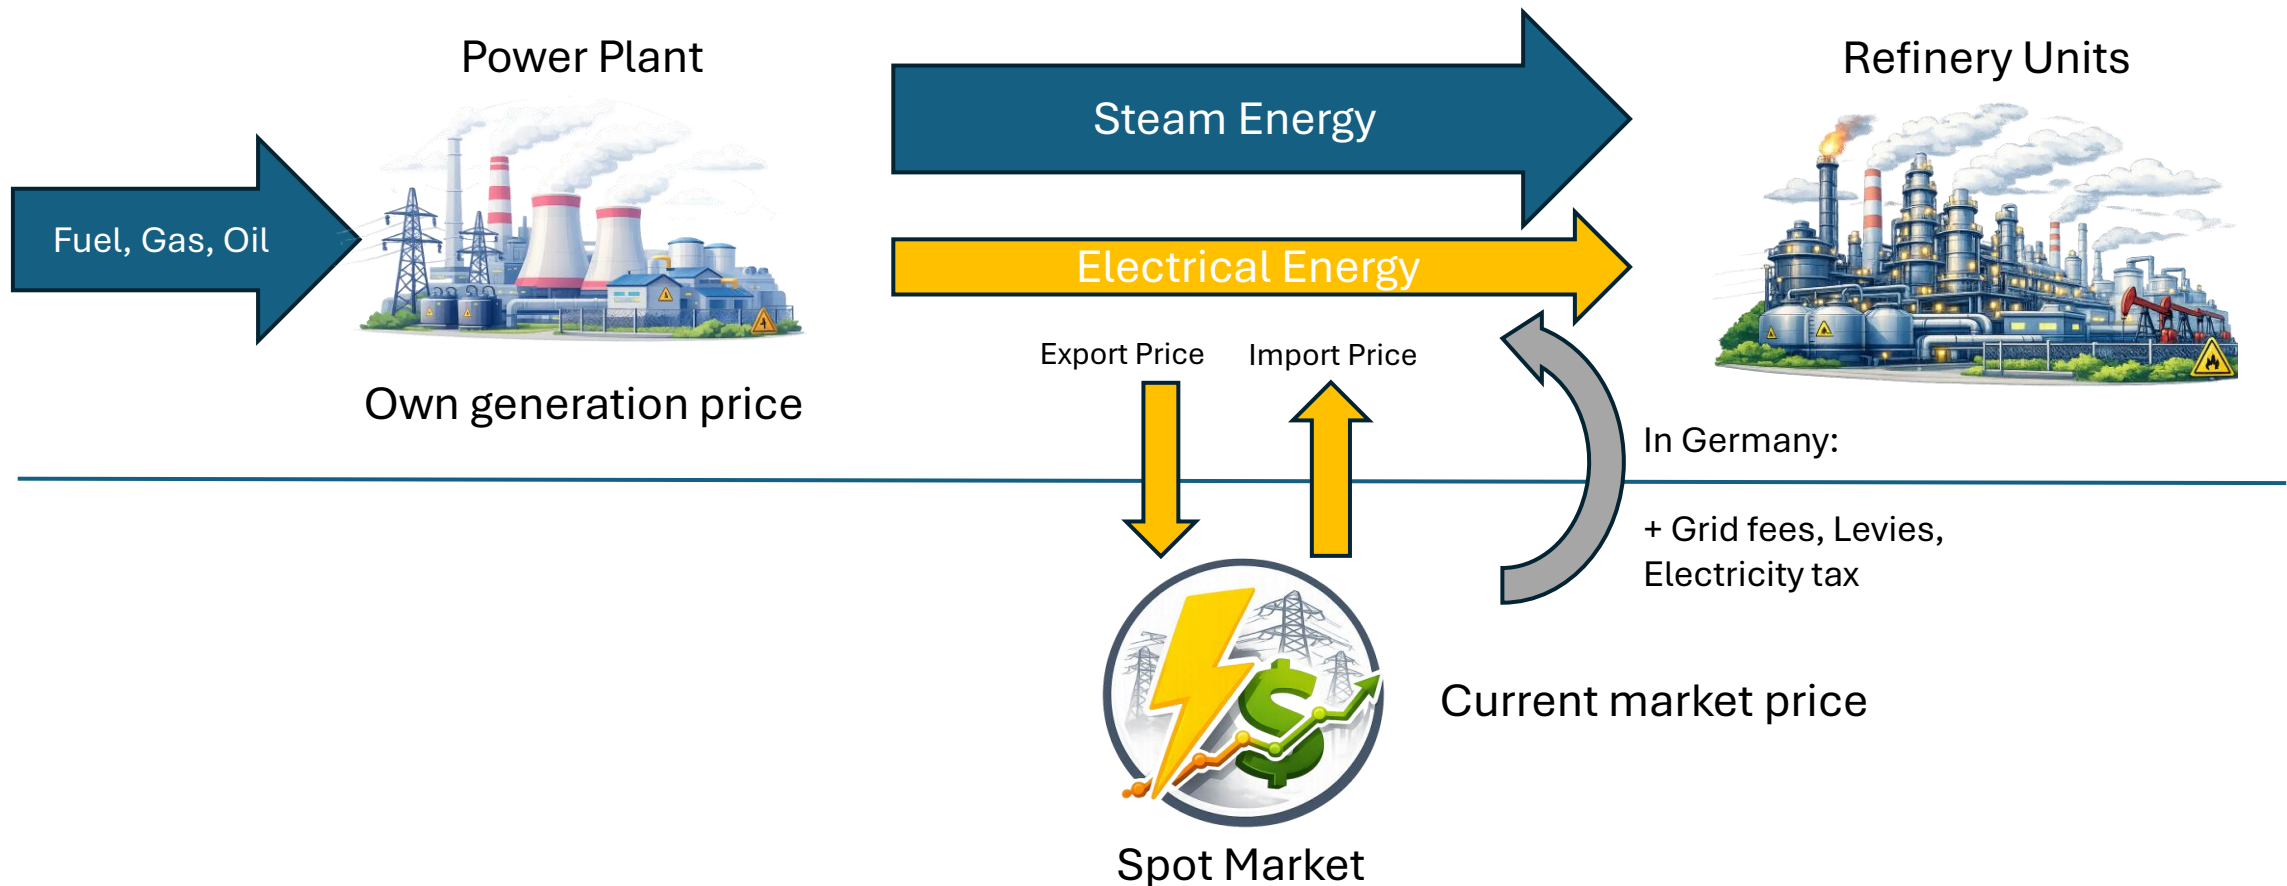 Power Plant
Steam Energy
Refinery Units
Fuel, Gas, Oil
Electrical Energy
Export Price
Import Price
Own generation price
In Germany:
+ Grid fees, Levies,
Electricity tax
Current market price
Spot Market